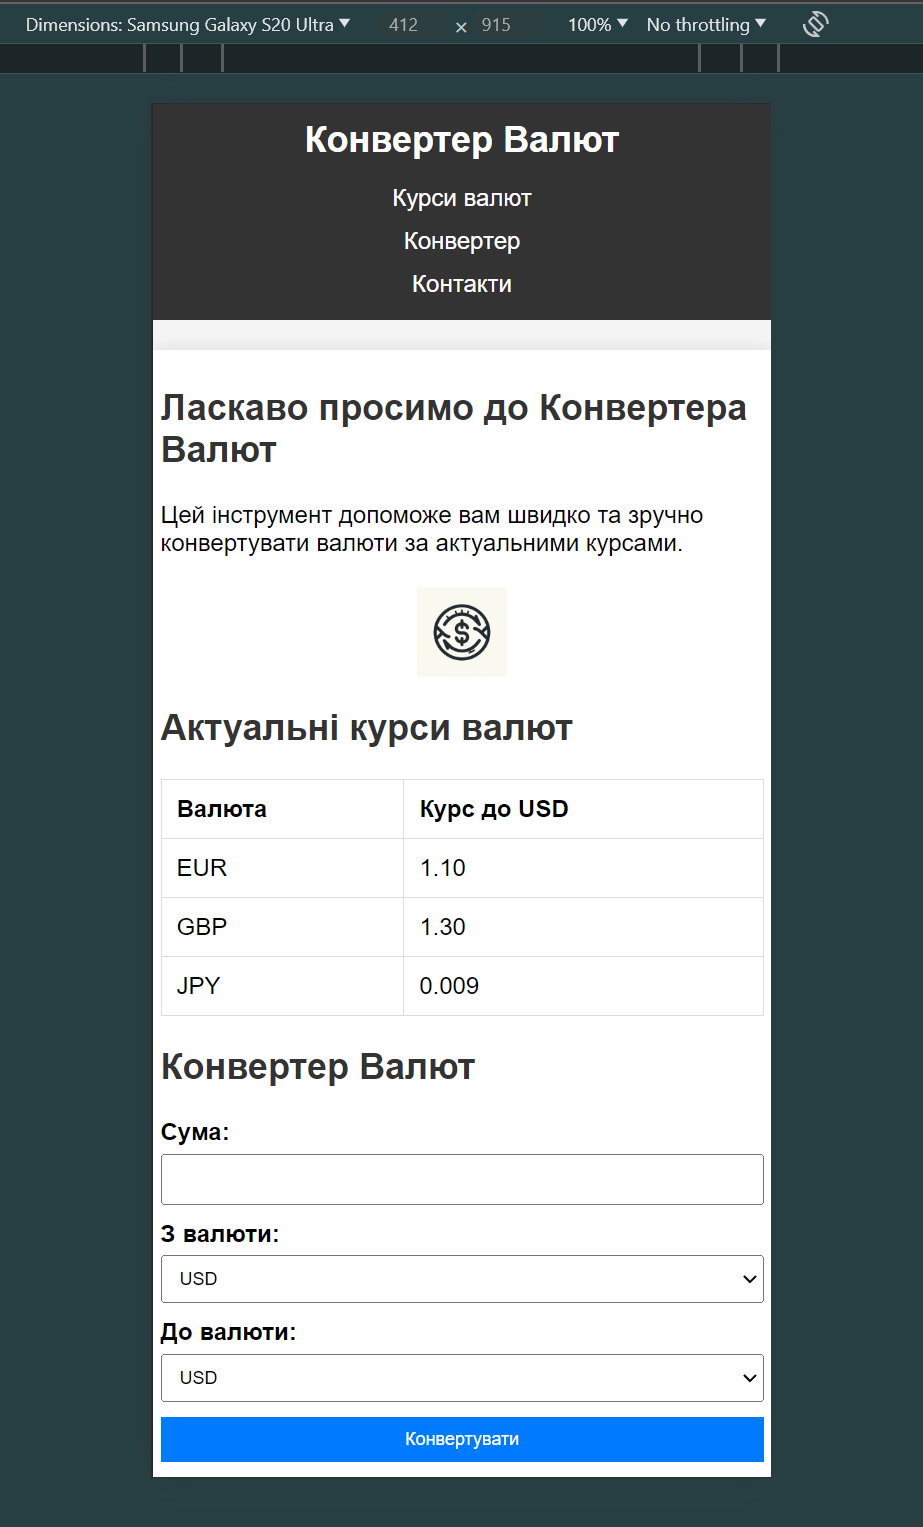 Dimensions: Samsung Galaxy S20 Ultra 412 × 915 100% No throttling
Конвертер Валют
Курси валют
Конвертер
Контакти
Ласкаво просимо до Конвертера
Валют
Цей інструмент допоможе вам швидко та зручно
конвертувати валюти за актуальними курсами.
$
Актуальні курси валют
Валюта Курс до USD
EUR 1.10
GBP 1.30
JPY 0.009
Конвертер Валют
Сума:
З валюти:
USD
До валюти:
USD
Конвертувати